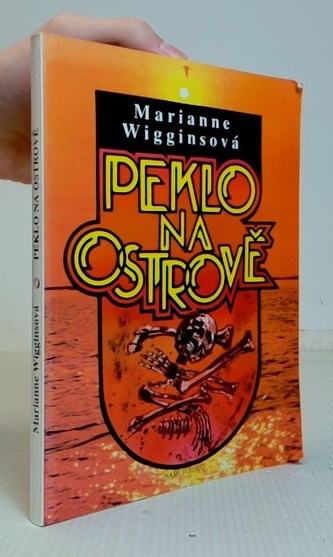 Marianne
Wigginsová
PEKLO
NA
OSTROVĚ
Marianne Wigginsová PEKLO NA OSTROVĚ